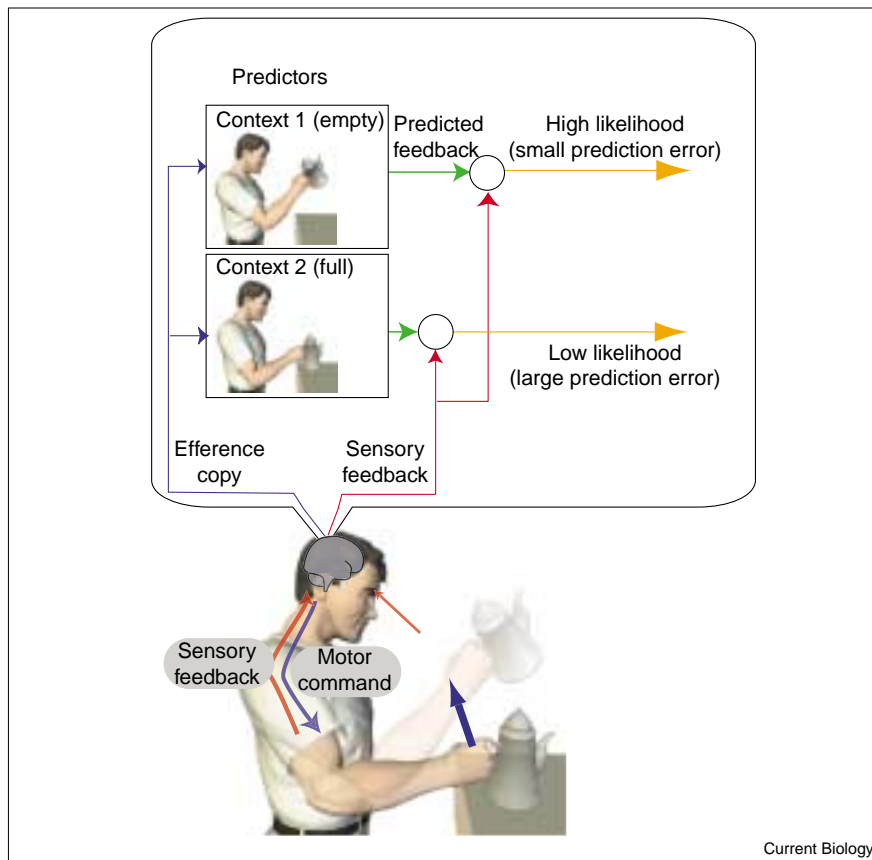 Predictors
Context 1 (empty)
Predicted
feedback
High likelihood
(small prediction error)
Context 2 (full)
Low likelihood
(large prediction error)
Efference
copy
Sensory
feedback
Sensory
feedback
Motor
command
Current Biology